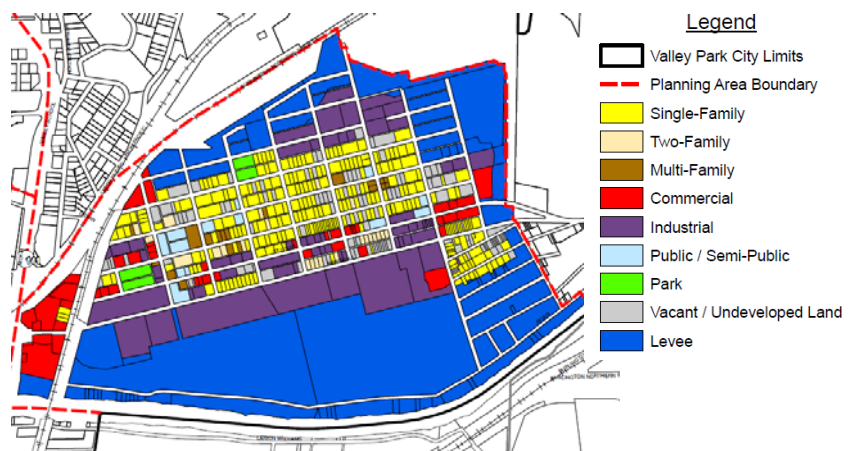 Legend
Valley Park City Limits
Planning Area Boundary
Single-Family
Two-Family
Multi-Family
Commercial
Industrial
Public / Semi-Public
Park
Vacant / Undeveloped Land
Levee
NORTHERN